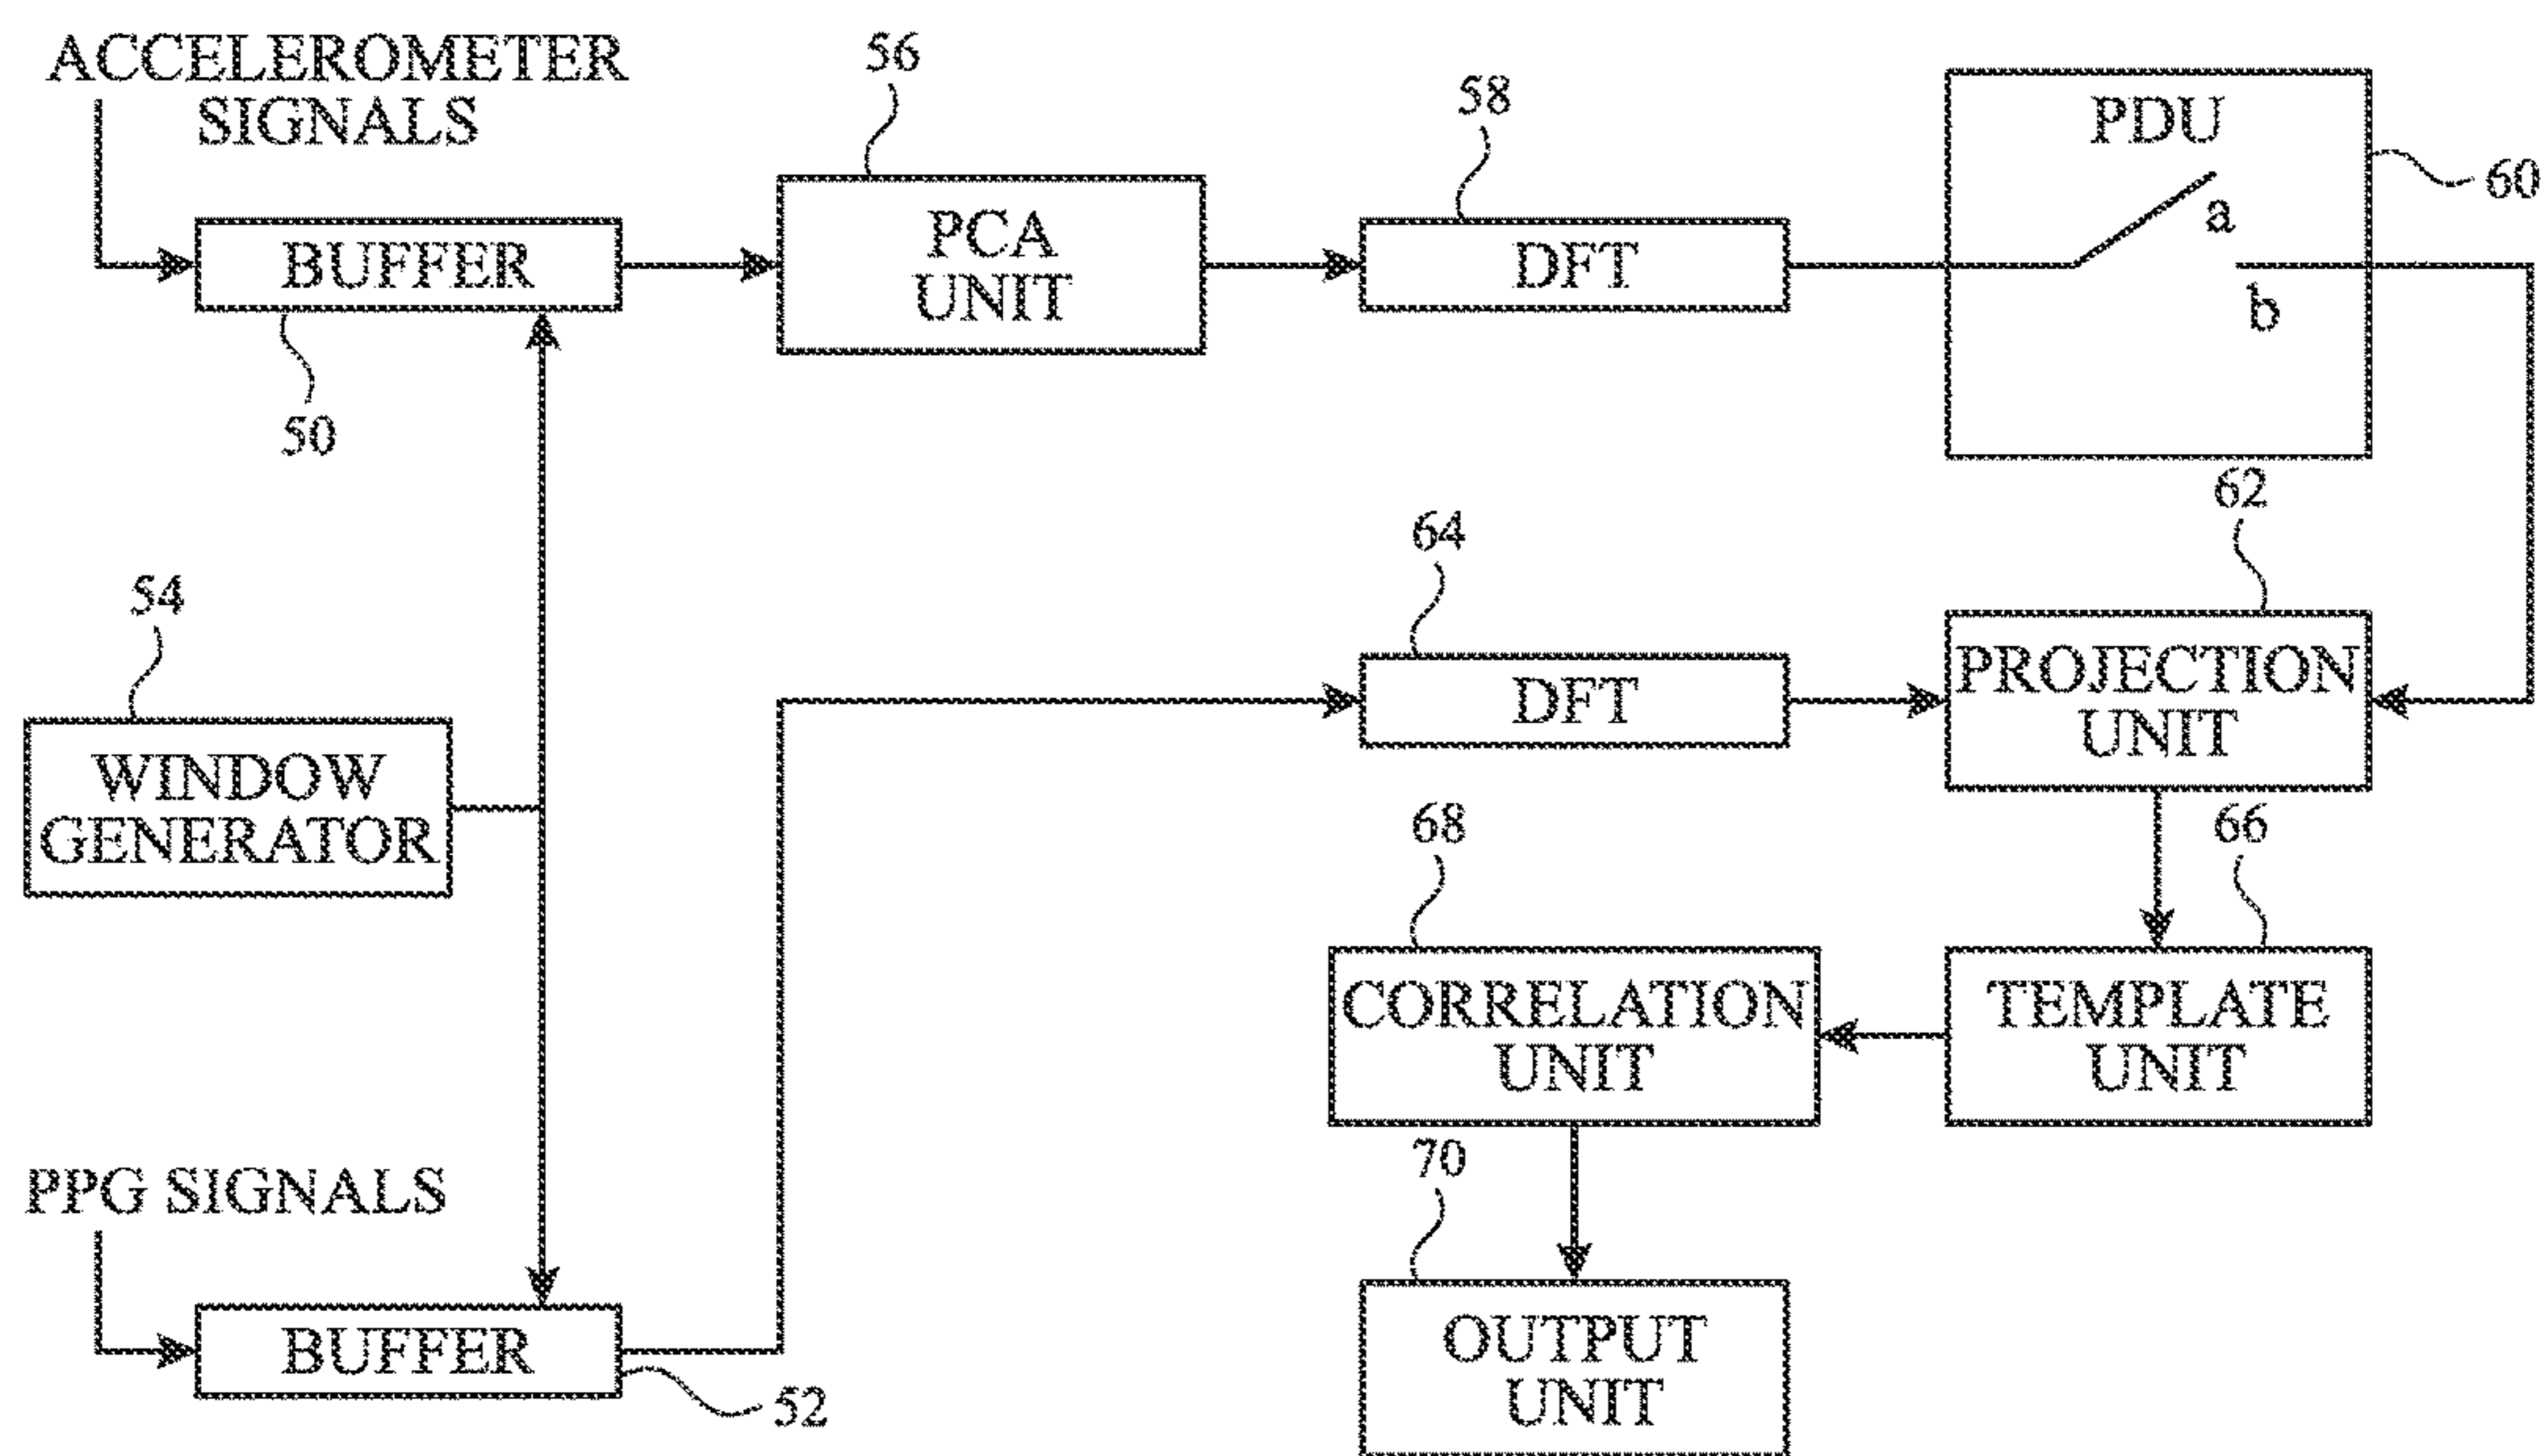 ACCELEROMETER
SIGNALS
56
58
PDU
60
a
b
PCA
UNIT
BUFFER
DFT
50
62
64
54
DFT
PROJECTION
UNIT
WINDOW
GENERATOR
68
66
CORRELATION
UNIT
TEMPLATE
UNIT
70
PPG SIGNALS
BUFFER
52
OUTPUT
UNIT